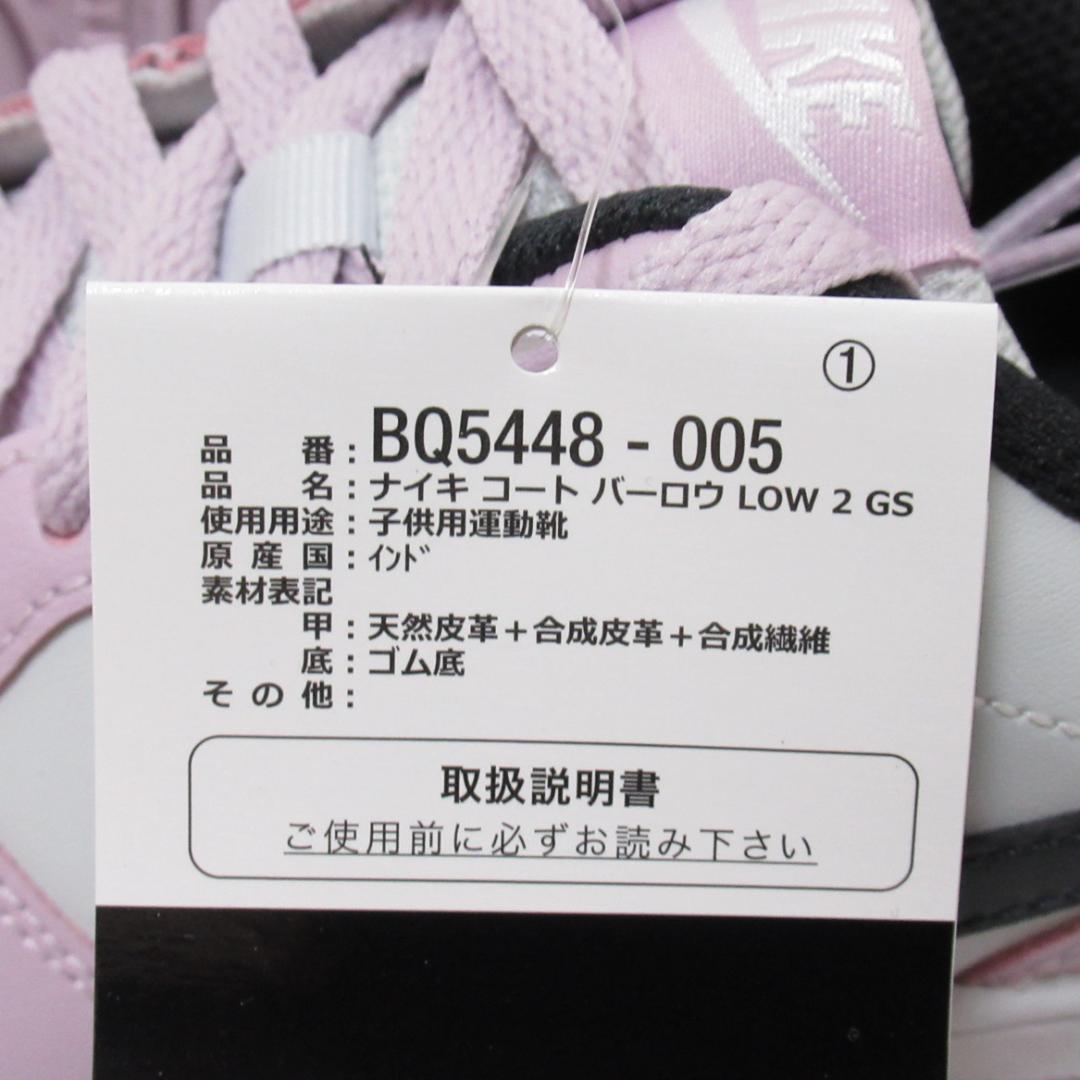 NIKE
①
品番：BQ5448 - 005
品名：ナイキ コート バーロウ LOW 2 GS
使用用途：子供用運動靴
原産国：ｲﾝﾄﾞ
素材表記
甲：天然皮革＋合成皮革＋合成繊維
底：ゴム底
その他：
取扱説明書
ご使用前に必ずお読み下さい